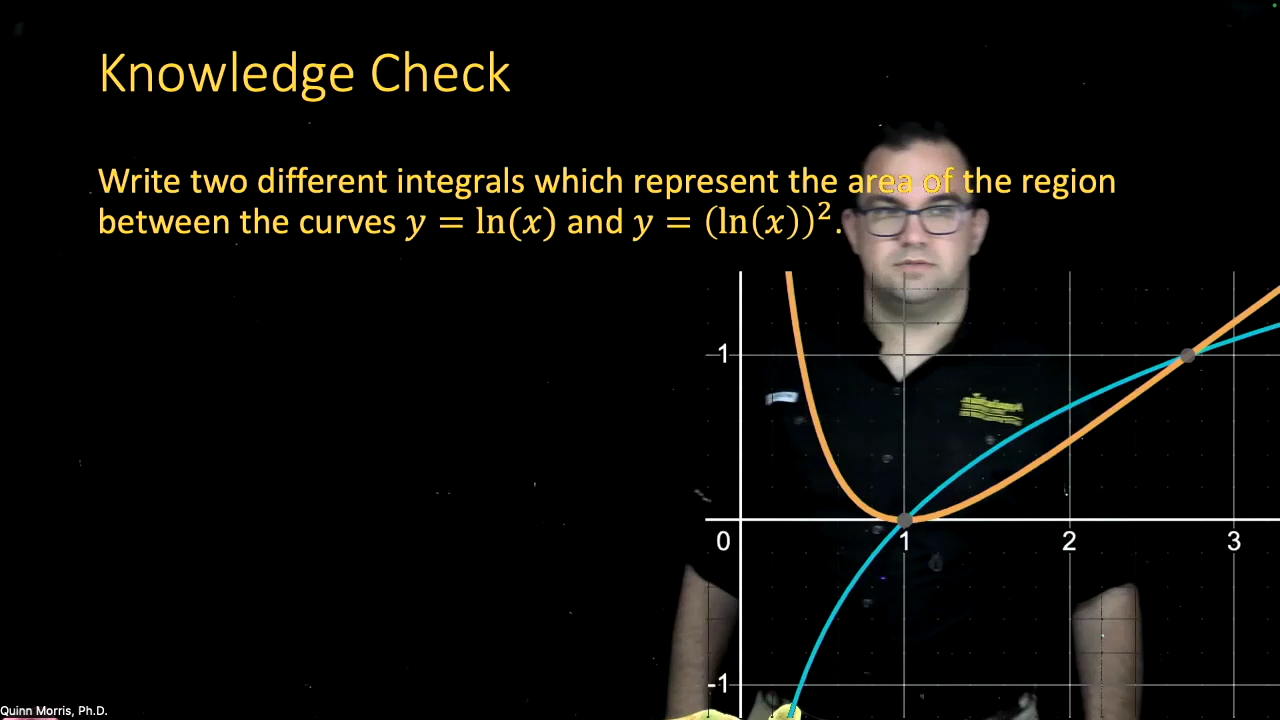 Knowledge Check
Write two different integrals which represent the area of the region
between the curves 𝑦 = ln(𝑥) and 𝑦 = (ln(𝑥))².
1
0
1
2
3
-1
Quinn Morris, Ph.D.